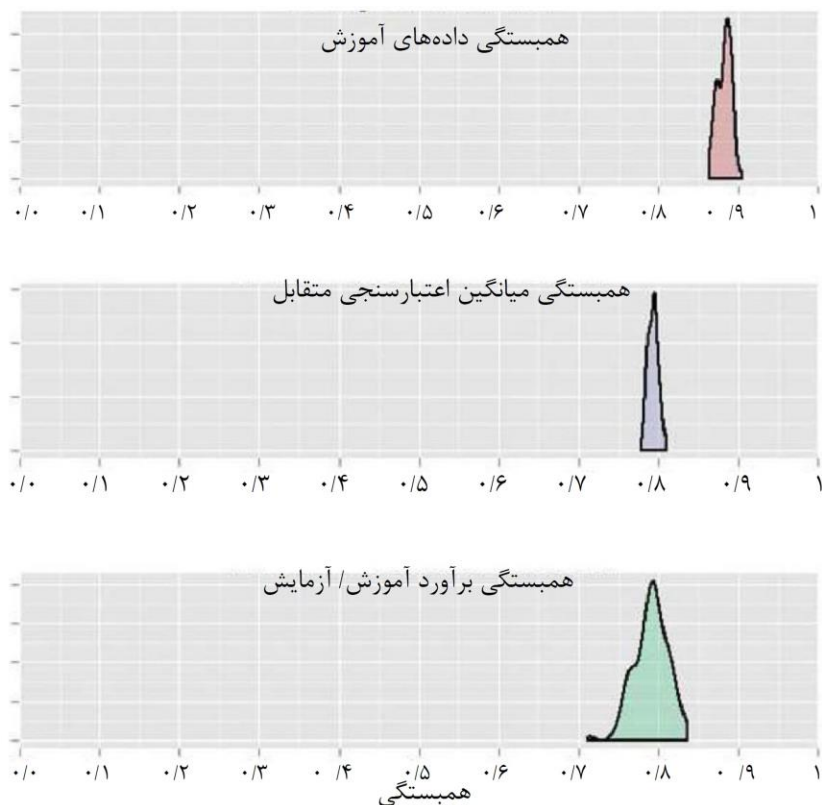 همبستگی داده‌های آموزش
۰/۰ ۰/۱ ۰/۲ ۰/۳ ۰/۴ ۰/۵ ۰/۶ ۰/۷ ۰/۸ ۰/۹ ۱
همبستگی میانگین اعتبارسنجی متقابل
۰/۰ ۰/۱ ۰/۲ ۰/۳ ۰/۴ ۰/۵ ۰/۶ ۰/۷ ۰/۸ ۰/۹ ۱
همبستگی برآورد آموزش/ آزمایش
۰/۰ ۰/۱ ۰/۲ ۰/۳ ۰/۴ ۰/۵ ۰/۶ ۰/۷ ۰/۸ ۰/۹ ۱
همبستگی